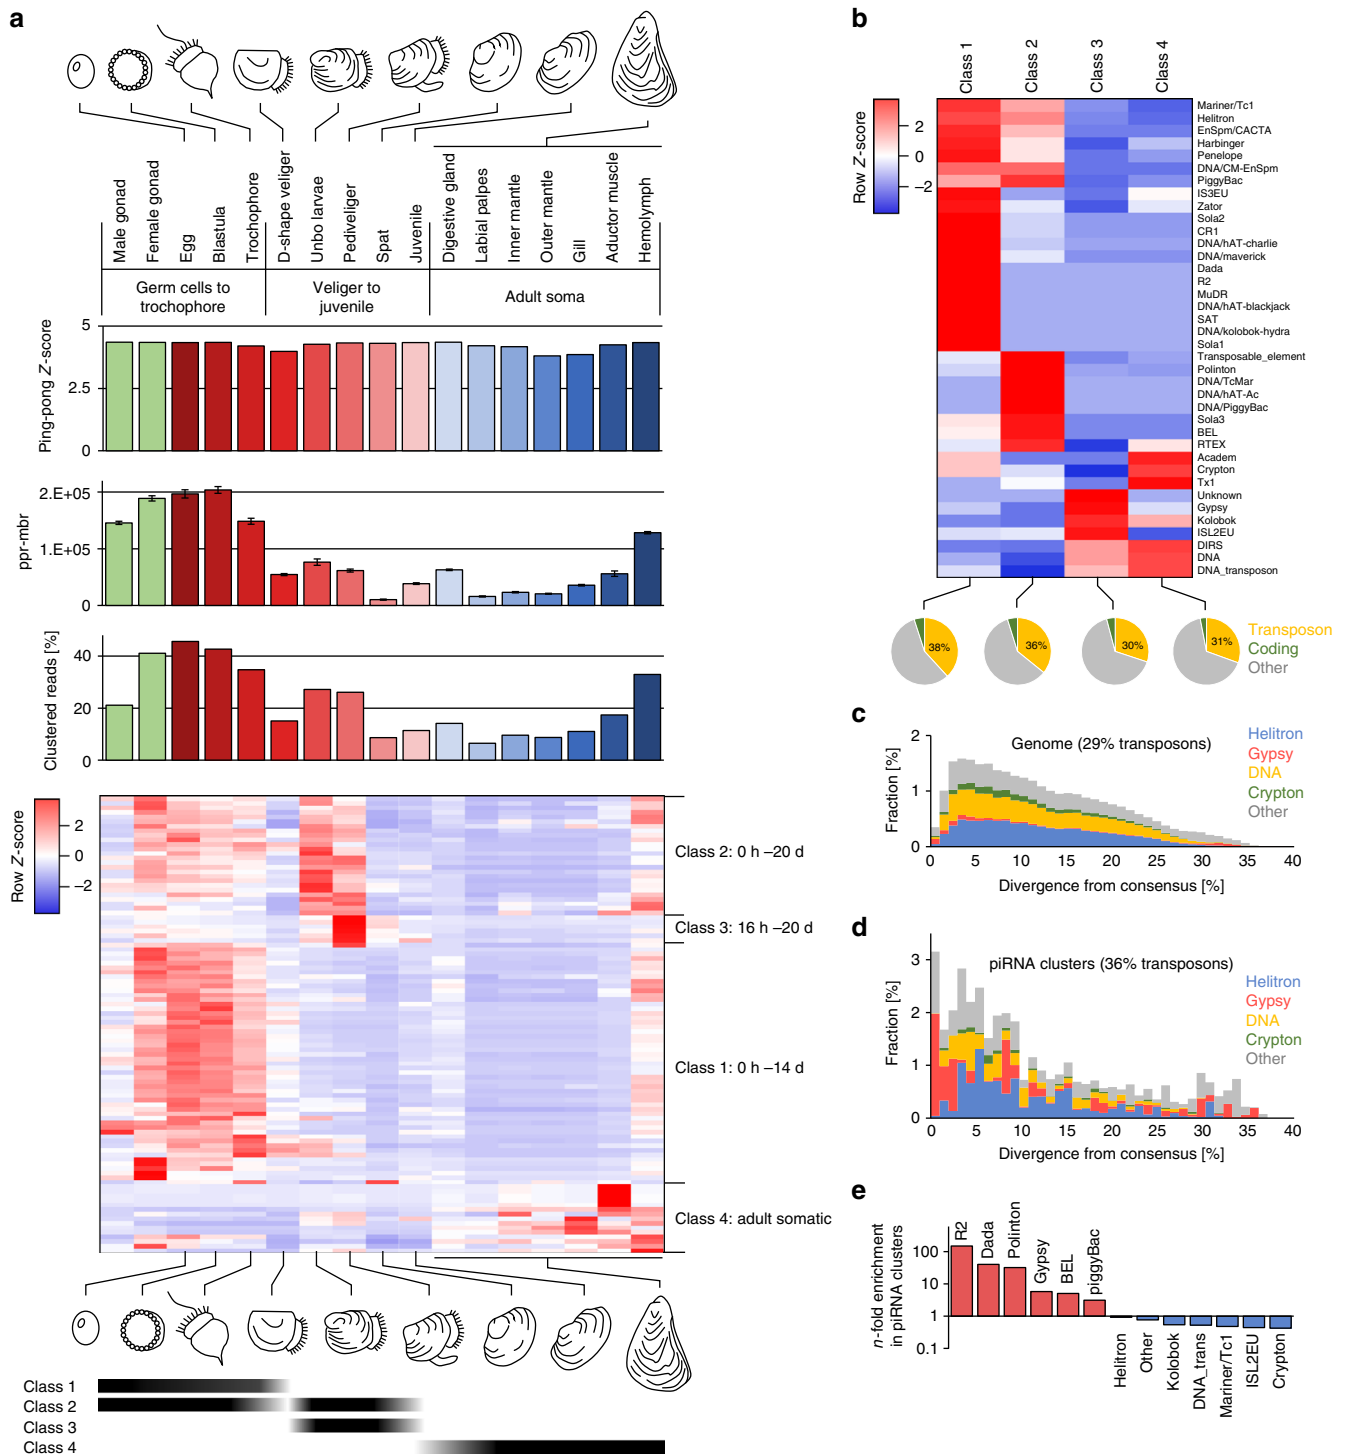 a
Male gonad
Female gonad
Egg
Blastula
Trochophore
D-shape veliger
Unbo larvae
Pediveliger
Spat
Juvenile
Digestive gland
Labial palpes
Inner mantle
Outer mantle
Gill
Aductor muscle
Hemolymph
Germ cells to
trochophore
Veliger to
juvenile
Adult soma
Ping-pong Z-score
5
2.5
0
ppr-mbr
2.E+05
1.E+05
0
Clustered reads [%]
40
20
0
Row Z-score
2
0
−2
Class 2: 0 h –20 d
Class 3: 16 h –20 d
Class 1: 0 h –14 d
Class 4: adult somatic
Class 1
Class 2
Class 3
Class 4
b
Class 1
Class 2
Class 3
Class 4
Row Z-score
2
0
−2
Mariner/Tc1
Helitron
EnSpm/CACTA
Harbinger
Penelope
DNA/CM-EnSpm
PiggyBac
IS3EU
Zator
Sola2
CR1
DNA/hAT-charlie
DNA/maverick
Dada
R2
MuDR
DNA/hAT-blackjack
SAT
DNA/kolobok-hydra
Sola1
Transposable_element
Polinton
DNA/TcMar
DNA/hAT-Ac
DNA/PiggyBac
Sola3
BEL
RTEX
Academ
Crypton
Tx1
Unknown
Gypsy
Kolobok
ISL2EU
DIRS
DNA
DNA_transposon
38%
36%
30%
31%
Transposon
Coding
Other
c
Genome (29% transposons)
Helitron
Gypsy
DNA
Crypton
Other
Fraction [%]
2
1
0
0 5 10 15 20 25 30 35 40
Divergence from consensus [%]
d
piRNA clusters (36% transposons)
Helitron
Gypsy
DNA
Crypton
Other
Fraction [%]
3
2
1
0
0 5 10 15 20 25 30 35 40
Divergence from consensus [%]
e
n-fold enrichment
in piRNA clusters
100
10
1
0.1
R2
Dada
Polinton
Gypsy
BEL
piggyBac
Helitron
Other
Kolobok
DNA_trans
Mariner/Tc1
ISL2EU
Crypton